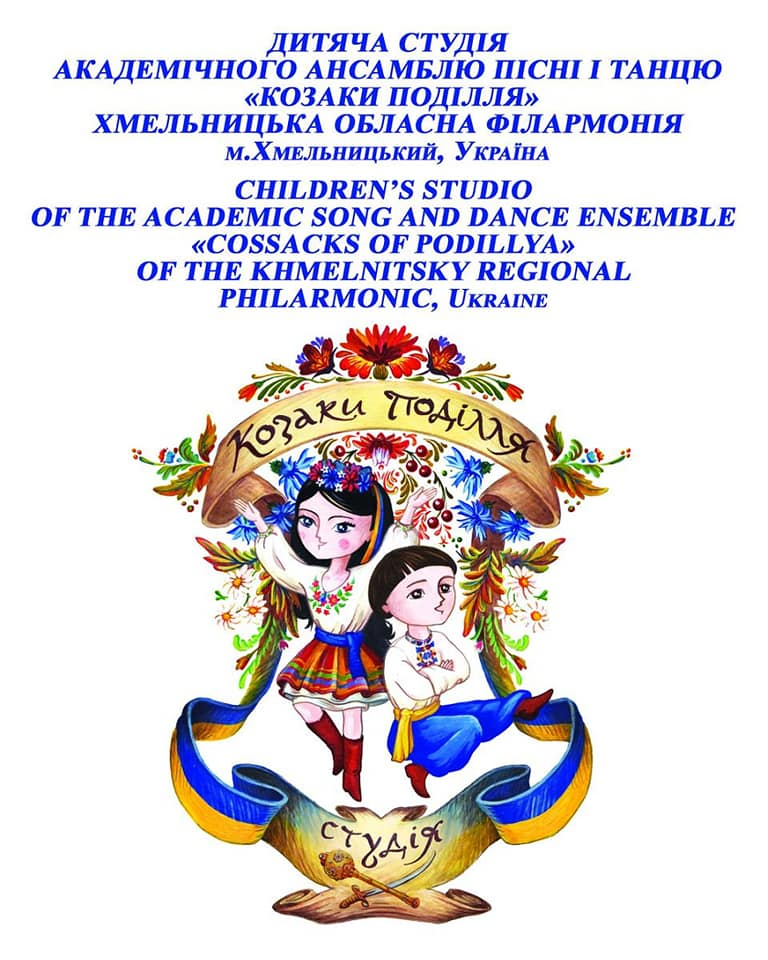 ДИТЯЧА СТУДІЯ
АКАДЕМІЧНОГО АНСАМБЛЮ ПІСНІ І ТАНЦЮ
«КОЗАКИ ПОДІЛЛЯ»
ХМЕЛЬНИЦЬКА ОБЛАСНА ФІЛАРМОНІЯ
м.Хмельницький, Україна
CHILDREN'S STUDIO
OF THE ACADEMIC SONG AND DANCE ENSEMBLE
«COSSACKS OF PODILLYA»
OF THE KHMELNITSKY REGIONAL
PHILARMONIC, Ukraine
Козаки Поділля
студія